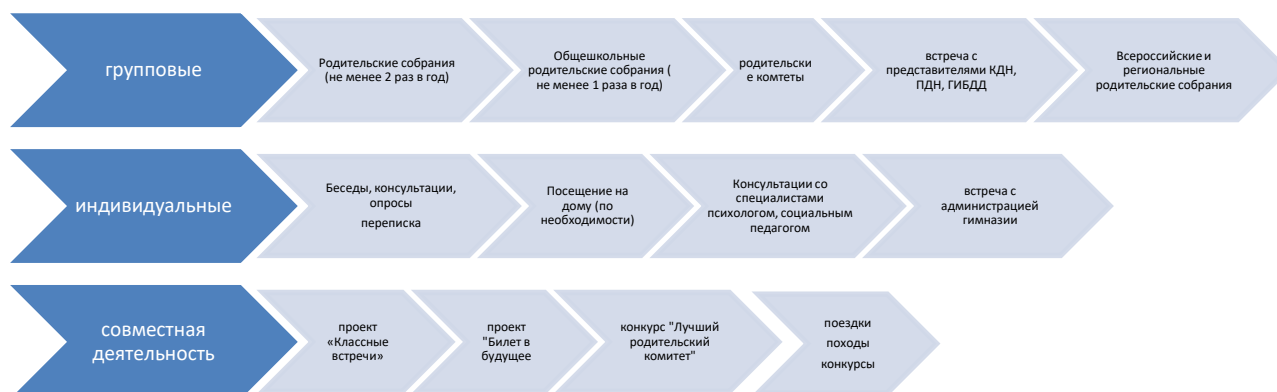 групповые
Родительские собрания
(не менее 2 раз в год)
Общешкольные
родительские собрания (
не менее 1 раза в год)
родительски
е комтеты
встреча с
представителями КДН,
ПДН, ГИБДД
Всероссийские и
региональные
родительские собрания
индивидуальные
Беседы, консультации,
опросы
переписка
Посещение на
дому (по
необходимости)
Консультации со
специалистами
психологом, социальным
педагогом
встреча с
администрацией
гимназии
совместная
деятельность
проект
«Классные
встречи»
проект
"Билет в
будущее
конкурс "Лучший
родительский
комитет"
поездки
походы
конкурсы